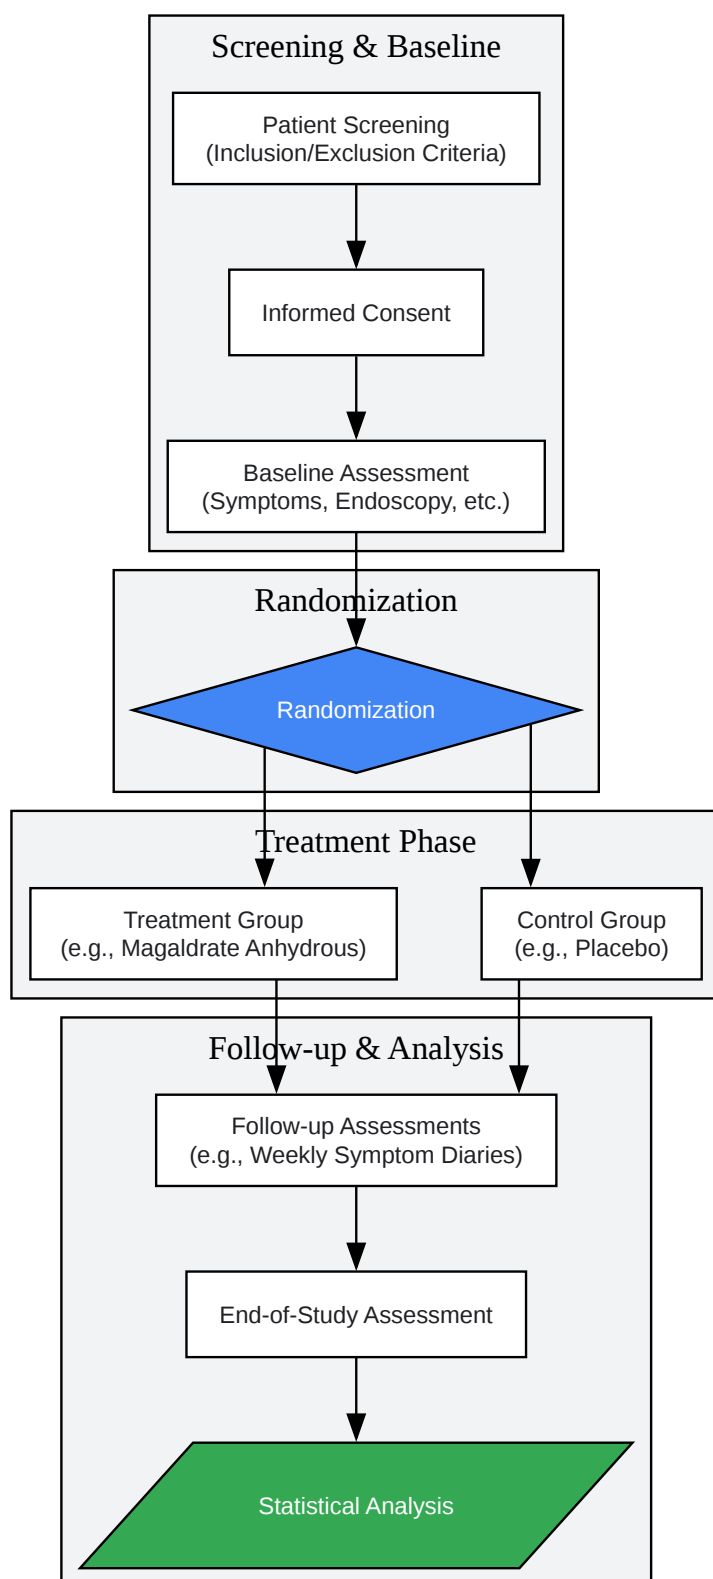 Screening & Baseline
Patient Screening
(Inclusion/Exclusion Criteria)
Informed Consent
Baseline Assessment
(Symptoms, Endoscopy, etc.)
Randomization
Randomization
Treatment Phase
Treatment Group
(e.g., Magaldrate Anhydrous)
Control Group
(e.g., Placebo)
Follow-up & Analysis
Follow-up Assessments
(e.g., Weekly Symptom Diaries)
End-of-Study Assessment
Statistical Analysis